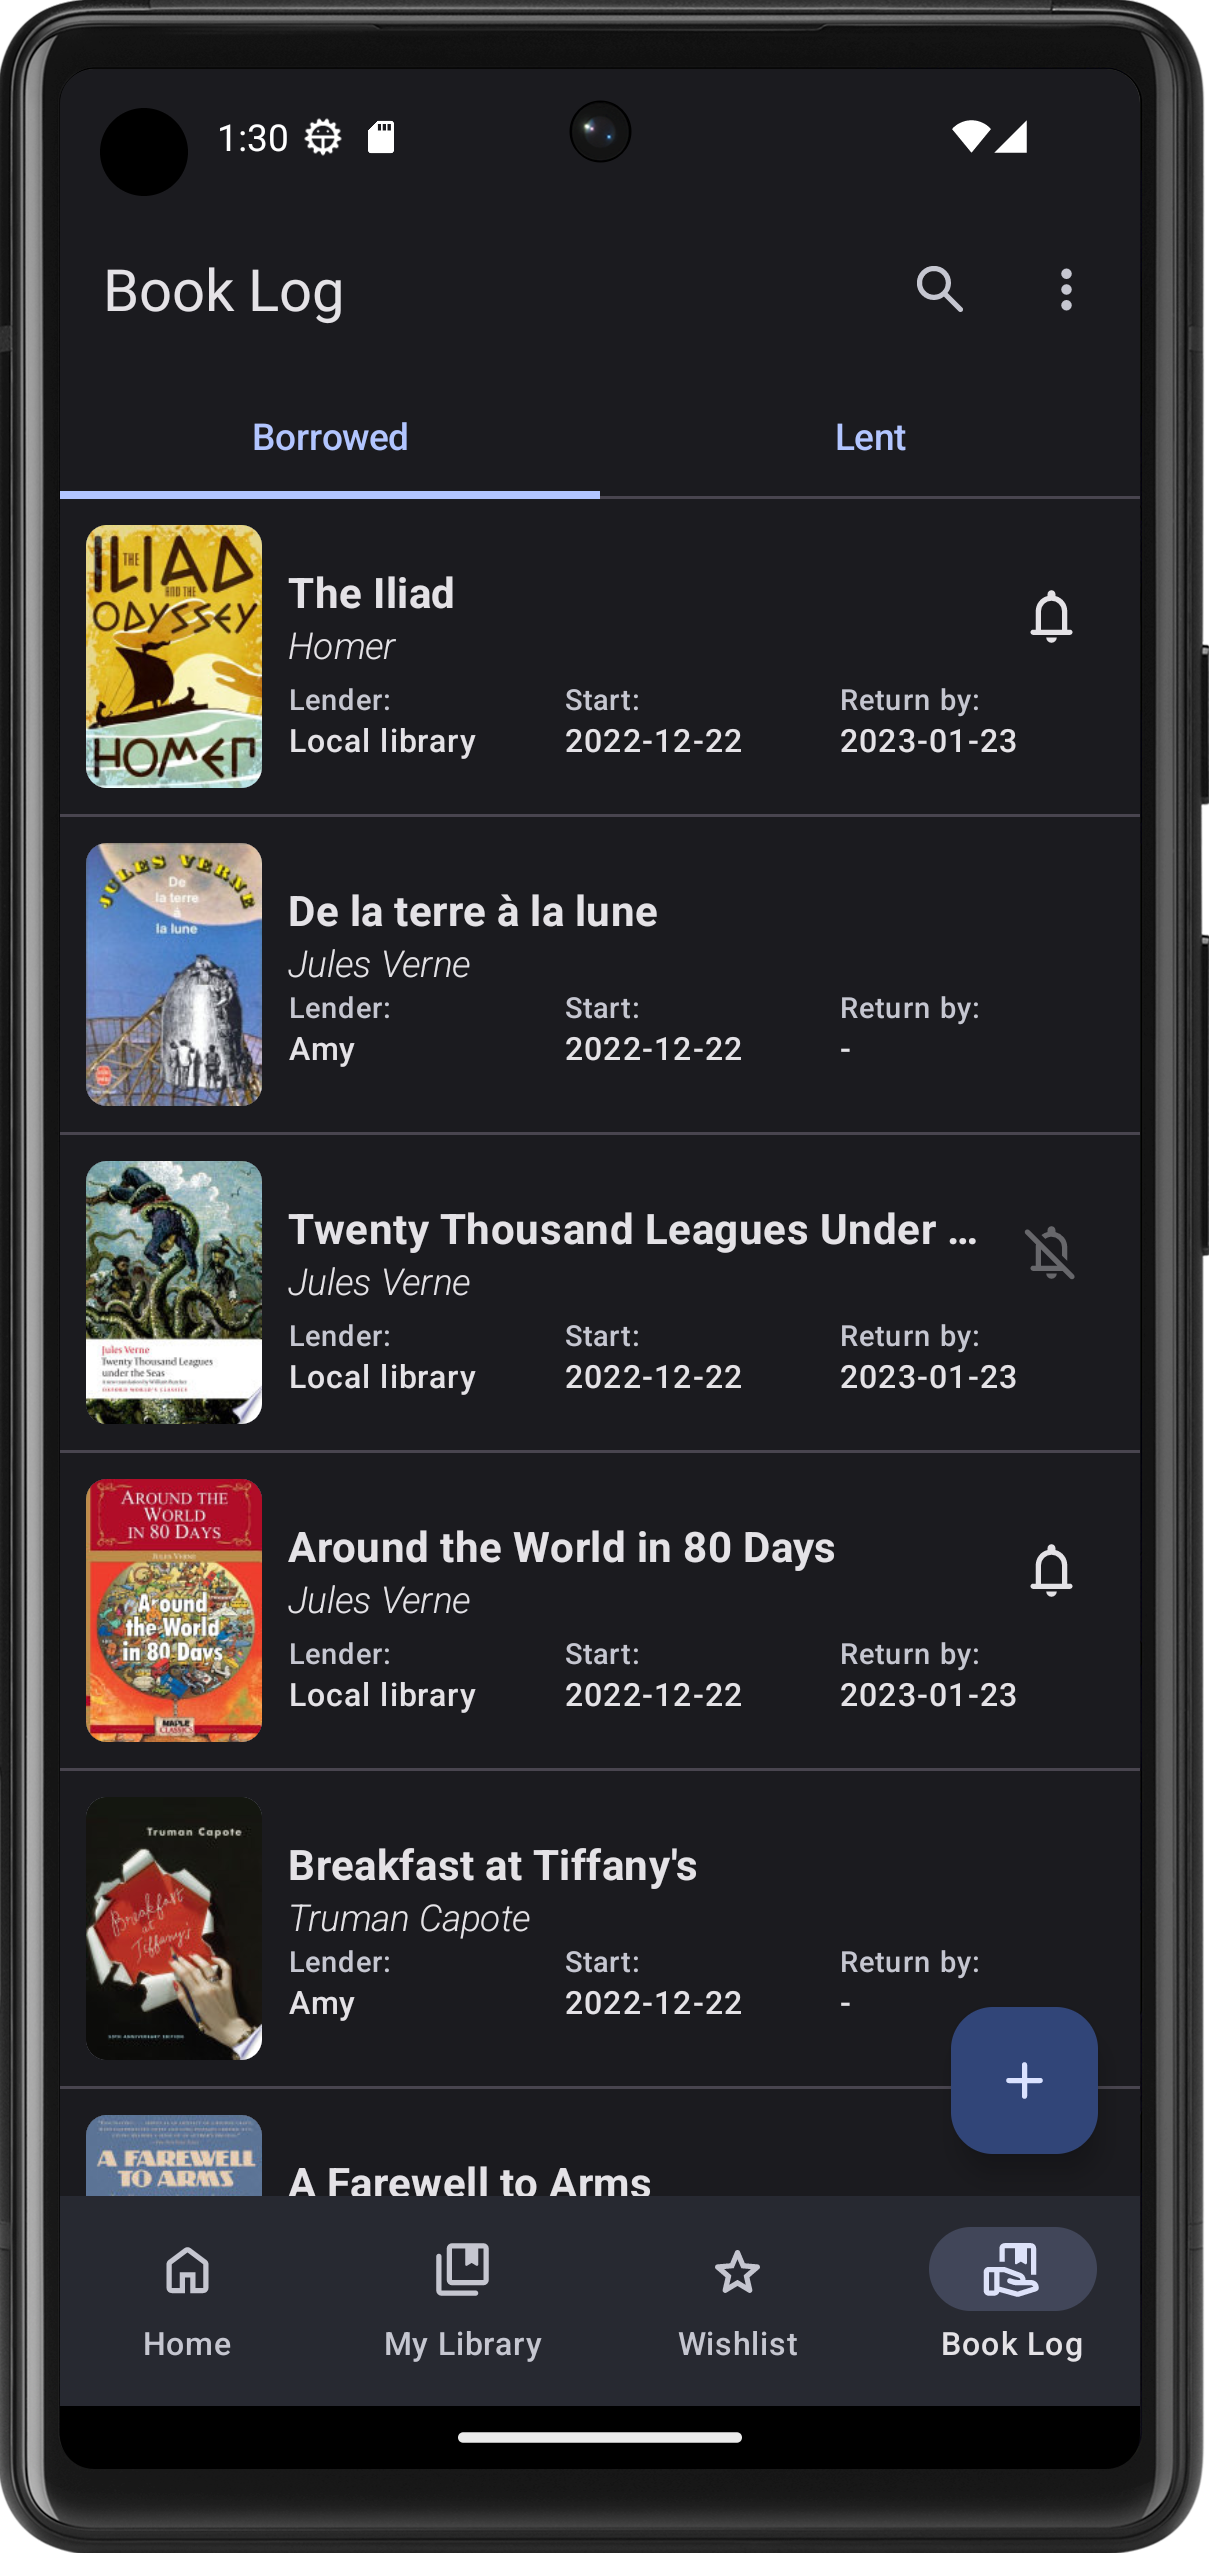 1:30
Book Log
Borrowed
Lent
THE
ILIAD
AND THE
ODYSSEY
HOMER
The Iliad
Homer
Lender:
Start:
Return by:
Local library
2022-12-22
2023-01-23
JULES VERNE
De
la terre
à
la lune
De la terre à la lune
Jules Verne
Lender:
Start:
Return by:
Amy
2022-12-22
-
Jules Verne
Twenty Thousand Leagues
under the Seas
OXFORD WORLD'S CLASSICS
Twenty Thousand Leagues Under ...
Jules Verne
Lender:
Start:
Return by:
Local library
2022-12-22
2023-01-23
AROUND THE
WORLD
IN 80 DAYS
JULES VERNE
Around
the World
in 80 Days
MAPLE
CLASSICS
Around the World in 80 Days
Jules Verne
Lender:
Start:
Return by:
Local library
2022-12-22
2023-01-23
Truman Capote
Breakfast
at
Tiffany's
50TH ANNIVERSARY EDITION
Breakfast at Tiffany's
Truman Capote
Lender:
Start:
Return by:
Amy
2022-12-22
-
A FAREWELL
TO ARMS
A Farewell to Arms
Home
My Library
Wishlist
Book Log